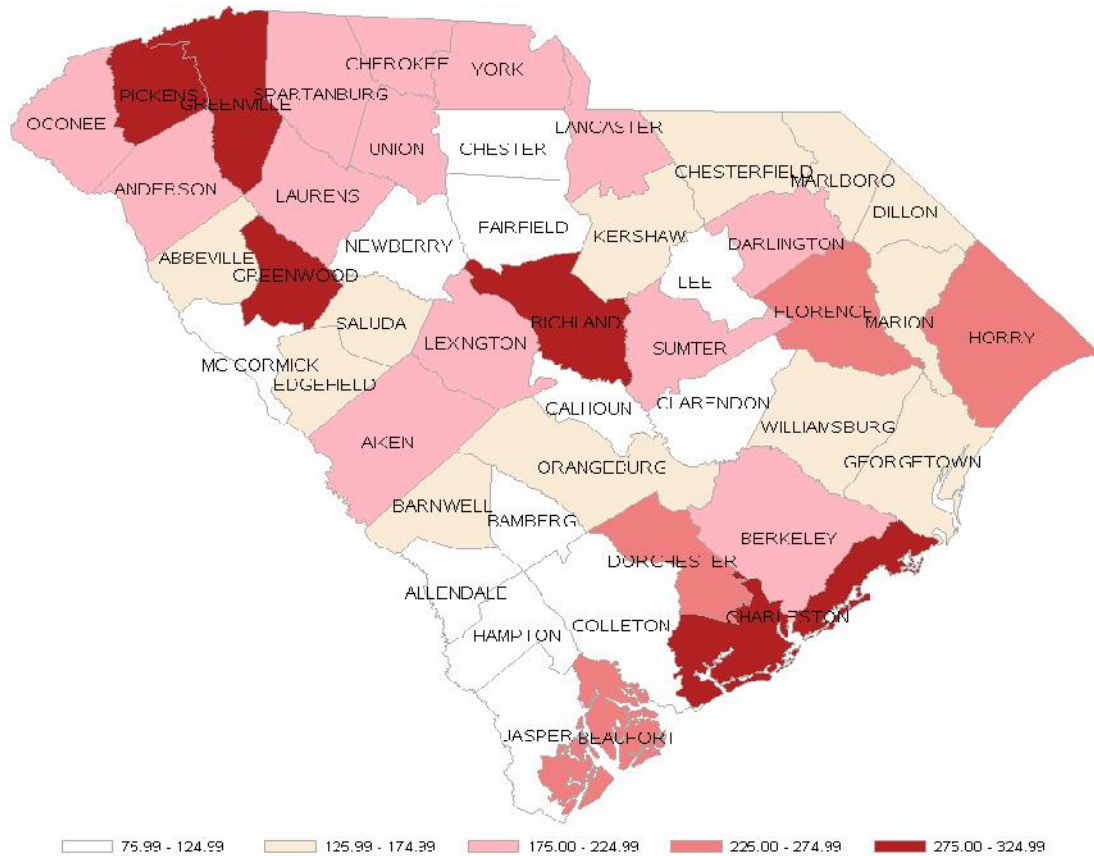 CHEROKEE
YORK
PICKENS
GREENVILLE
SPARTANBURG
OCONEE
UNION
CHESTER
LANCASTER
ANDERSON
LAURENS
CHESTERFIELD
MARLBORO
DILLON
FAIRFIELD
NEWBERRY
KERSHAW
DARLINGTON
ABBEVILLE
GREENWOOD
LEE
SALUDA
RICHLAND
FLORENCE
MARION
HORRY
LEXNGTON
SUMTER
MC CORMICK
EDGEFIELD
CALHOUN
CLARENDON
AIKEN
WILLIAMSBURG
GEORGETOWN
ORANGEBURG
BARNWELL
BAMBERG
BERKELEY
DORCHESTER
ALLENDALE
HAMPTON
COLLETON
CHARLESTON
JASPER
BEAUFORT
75.99 - 124.99
125.99 - 174.99
175.00 - 224.99
225.00 - 274.99
275.00 - 324.99